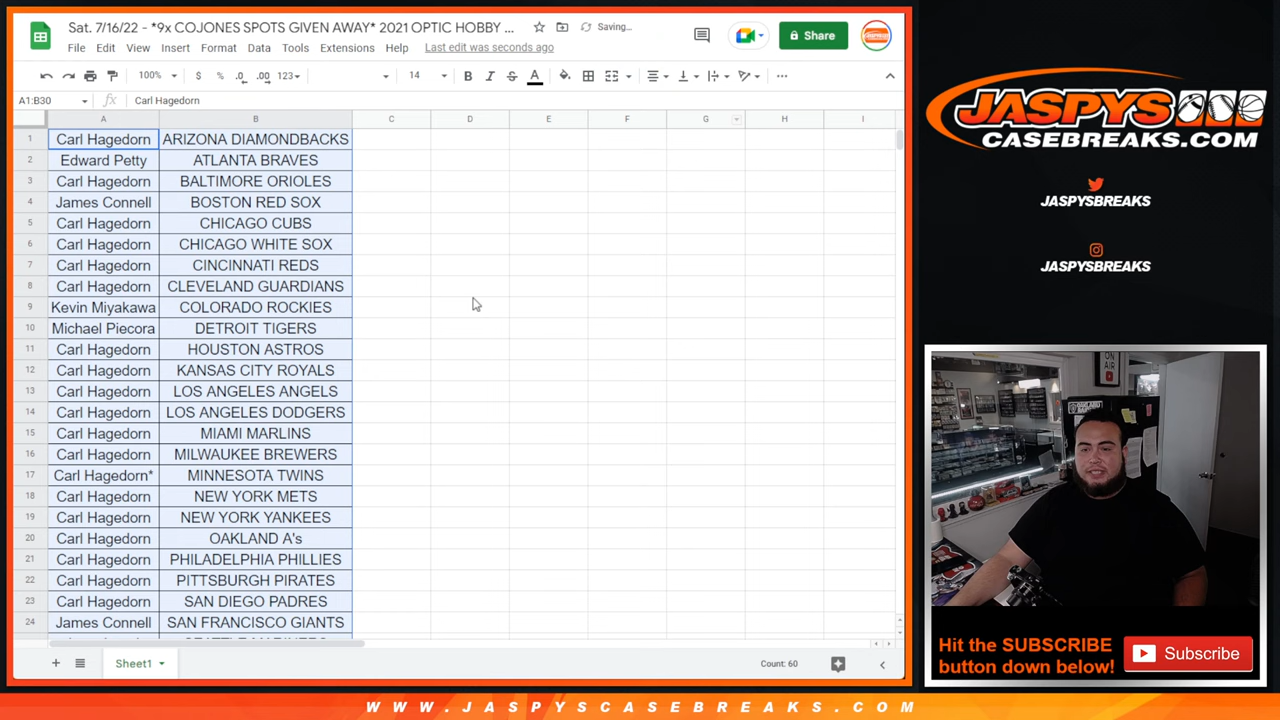 Sat. 7/16/22 - *9x COJONES SPOTS GIVEN AWAY* 2021 OPTIC HOBBY ...
Saving...
Share
File Edit View Insert Format Data Tools Extensions Help Last edit was seconds ago
100% $ % .0 .00 123 14 B I S A
A1:B30 fx Carl Hagedorn
A B C D E F G H I
1 Carl Hagedorn ARIZONA DIAMONDBACKS
2 Edward Petty ATLANTA BRAVES
3 Carl Hagedorn BALTIMORE ORIOLES
4 James Connell BOSTON RED SOX
5 Carl Hagedorn CHICAGO CUBS
6 Carl Hagedorn CHICAGO WHITE SOX
7 Carl Hagedorn CINCINNATI REDS
8 Carl Hagedorn CLEVELAND GUARDIANS
9 Kevin Miyakawa COLORADO ROCKIES
10 Michael Piecora DETROIT TIGERS
11 Carl Hagedorn HOUSTON ASTROS
12 Carl Hagedorn KANSAS CITY ROYALS
13 Carl Hagedorn LOS ANGELES ANGELS
14 Carl Hagedorn LOS ANGELES DODGERS
15 Carl Hagedorn MIAMI MARLINS
16 Carl Hagedorn MILWAUKEE BREWERS
17 Carl Hagedorn* MINNESOTA TWINS
18 Carl Hagedorn NEW YORK METS
19 Carl Hagedorn NEW YORK YANKEES
20 Carl Hagedorn OAKLAND A's
21 Carl Hagedorn PHILADELPHIA PHILLIES
22 Carl Hagedorn PITTSBURGH PIRATES
23 Carl Hagedorn SAN DIEGO PADRES
24 James Connell SAN FRANCISCO GIANTS
Sheet1
Count: 60
JASPYS
CASEBREAKS.COM
JASPYSBREAKS
JASPYSBREAKS
ON AIR
Hit the SUBSCRIBE
button down below!
Subscribe
WWW.JASPYSCASEBREAKS.COM